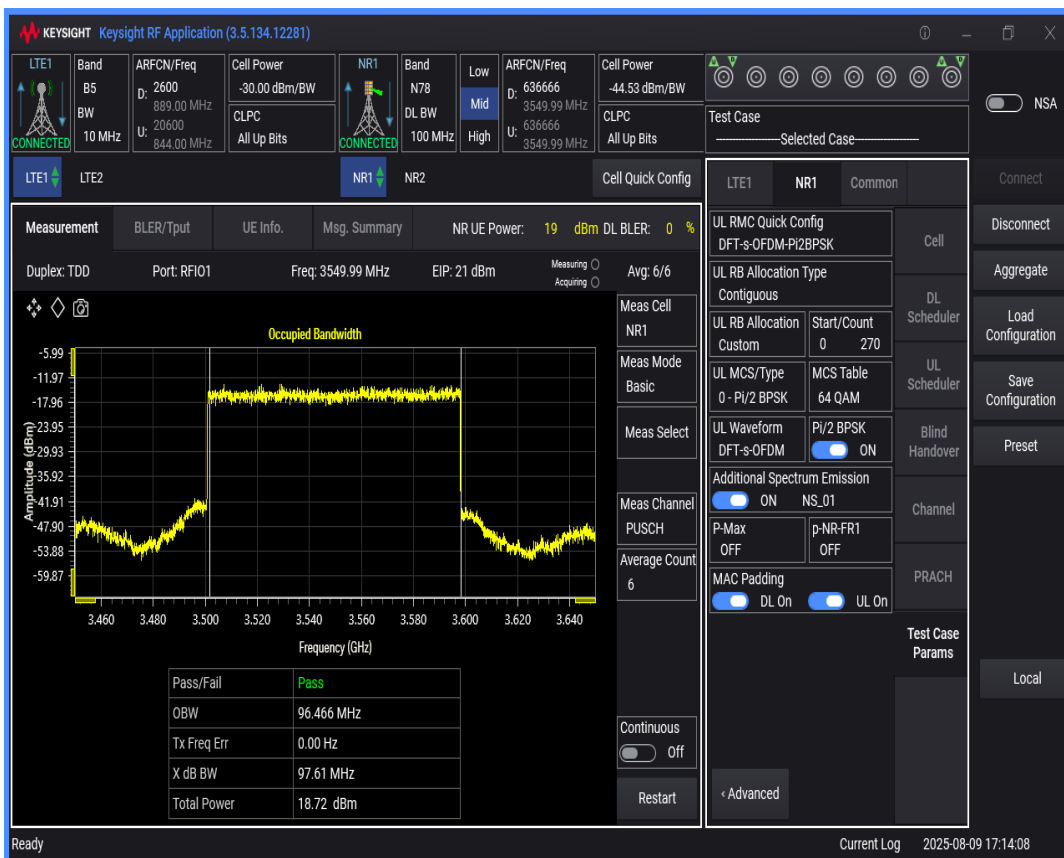 KEYSIGHT Keysight RF Application (3.5.134.12281)
LTE1
CONNECTED
Band
B5
BW
10 MHz
ARFCN/Freq
D: 2600
889.00 MHz
U: 20600
844.00 MHz
Cell Power
-30.00 dBm/BW
CLPC
All Up Bits
NR1
CONNECTED
Band
N78
DL BW
100 MHz
Low
Mid
High
ARFCN/Freq
D: 636666
3549.99 MHz
U: 636666
3549.99 MHz
Cell Power
-44.53 dBm/BW
CLPC
All Up Bits
Test Case
----------------Selected Case----------------
NSA
LTE1 LTE2 NR1 NR2 Cell Quick Config
Measurement BLER/Tput UE Info. Msg. Summary NR UE Power: 19 dBm DL BLER: 0 %
Duplex: TDD Port: RFIO1 Freq: 3549.99 MHz EIP: 21 dBm Measuring Avg: 6/6
Acquiring
Occupied Bandwidth
Amplitude (dBm)
-5.99
-11.97
-17.96
-23.95
-29.93
-35.92
-41.91
-47.90
-53.88
-59.87
3.460 3.480 3.500 3.520 3.540 3.560 3.580 3.600 3.620 3.640
Frequency (GHz)
Pass/Fail Pass
OBW 96.466 MHz
Tx Freq Err 0.00 Hz
X dB BW 97.61 MHz
Total Power 18.72 dBm
Meas Cell
NR1
Meas Mode
Basic
Meas Select
Meas Channel
PUSCH
Average Count
6
Continuous
Off
Restart
LTE1 NR1 Common
UL RMC Quick Config
DFT-s-OFDM-Pi2BPSK
UL RB Allocation Type
Contiguous
UL RB Allocation
Custom
Start/Count
0 270
UL MCS/Type
0 - Pi/2 BPSK
MCS Table
64 QAM
UL Waveform
DFT-s-OFDM
Pi/2 BPSK
ON
Additional Spectrum Emission
ON NS_01
P-Max
OFF
p-NR-FR1
OFF
MAC Padding
DL On UL On
‹ Advanced
Cell
DL
Scheduler
UL
Scheduler
Blind
Handover
Channel
PRACH
Test Case
Params
Connect
Disconnect
Aggregate
Load
Configuration
Save
Configuration
Preset
Local
Ready Current Log 2025-08-09 17:14:08